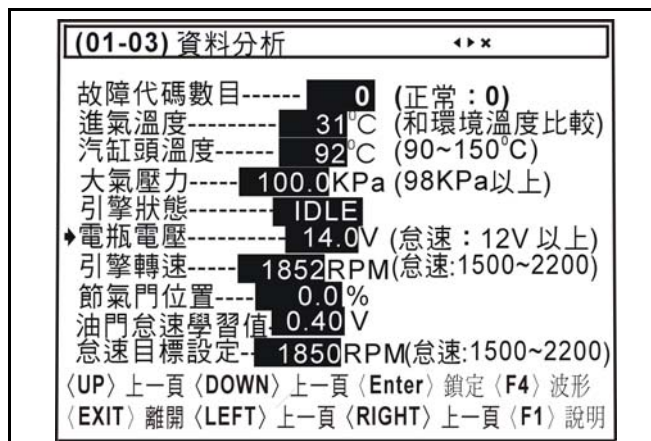 (01-03) 資料分析
故障代碼數目------ 0 (正常：0)
進氣溫度--------- 31°C (和環境溫度比較)
汽缸頭溫度------- 92°C (90~150°C)
大氣壓力----- 100.0KPa (98KPa以上)
引擎狀態--------- IDLE
電瓶電壓---------- 14.0V (怠速：12V 以上)
引擎轉速----- 1852RPM(怠速:1500~2200)
節氣門位置---- 0.0 %
油門怠速學習值- 0.40 V
怠速目標設定-- 1850RPM(怠速:1500~2200)
〈UP〉上一頁〈DOWN〉上一頁〈Enter〉鎖定〈F4〉波形
〈EXIT〉離開〈LEFT〉上一頁〈RIGHT〉上一頁〈F1〉說明